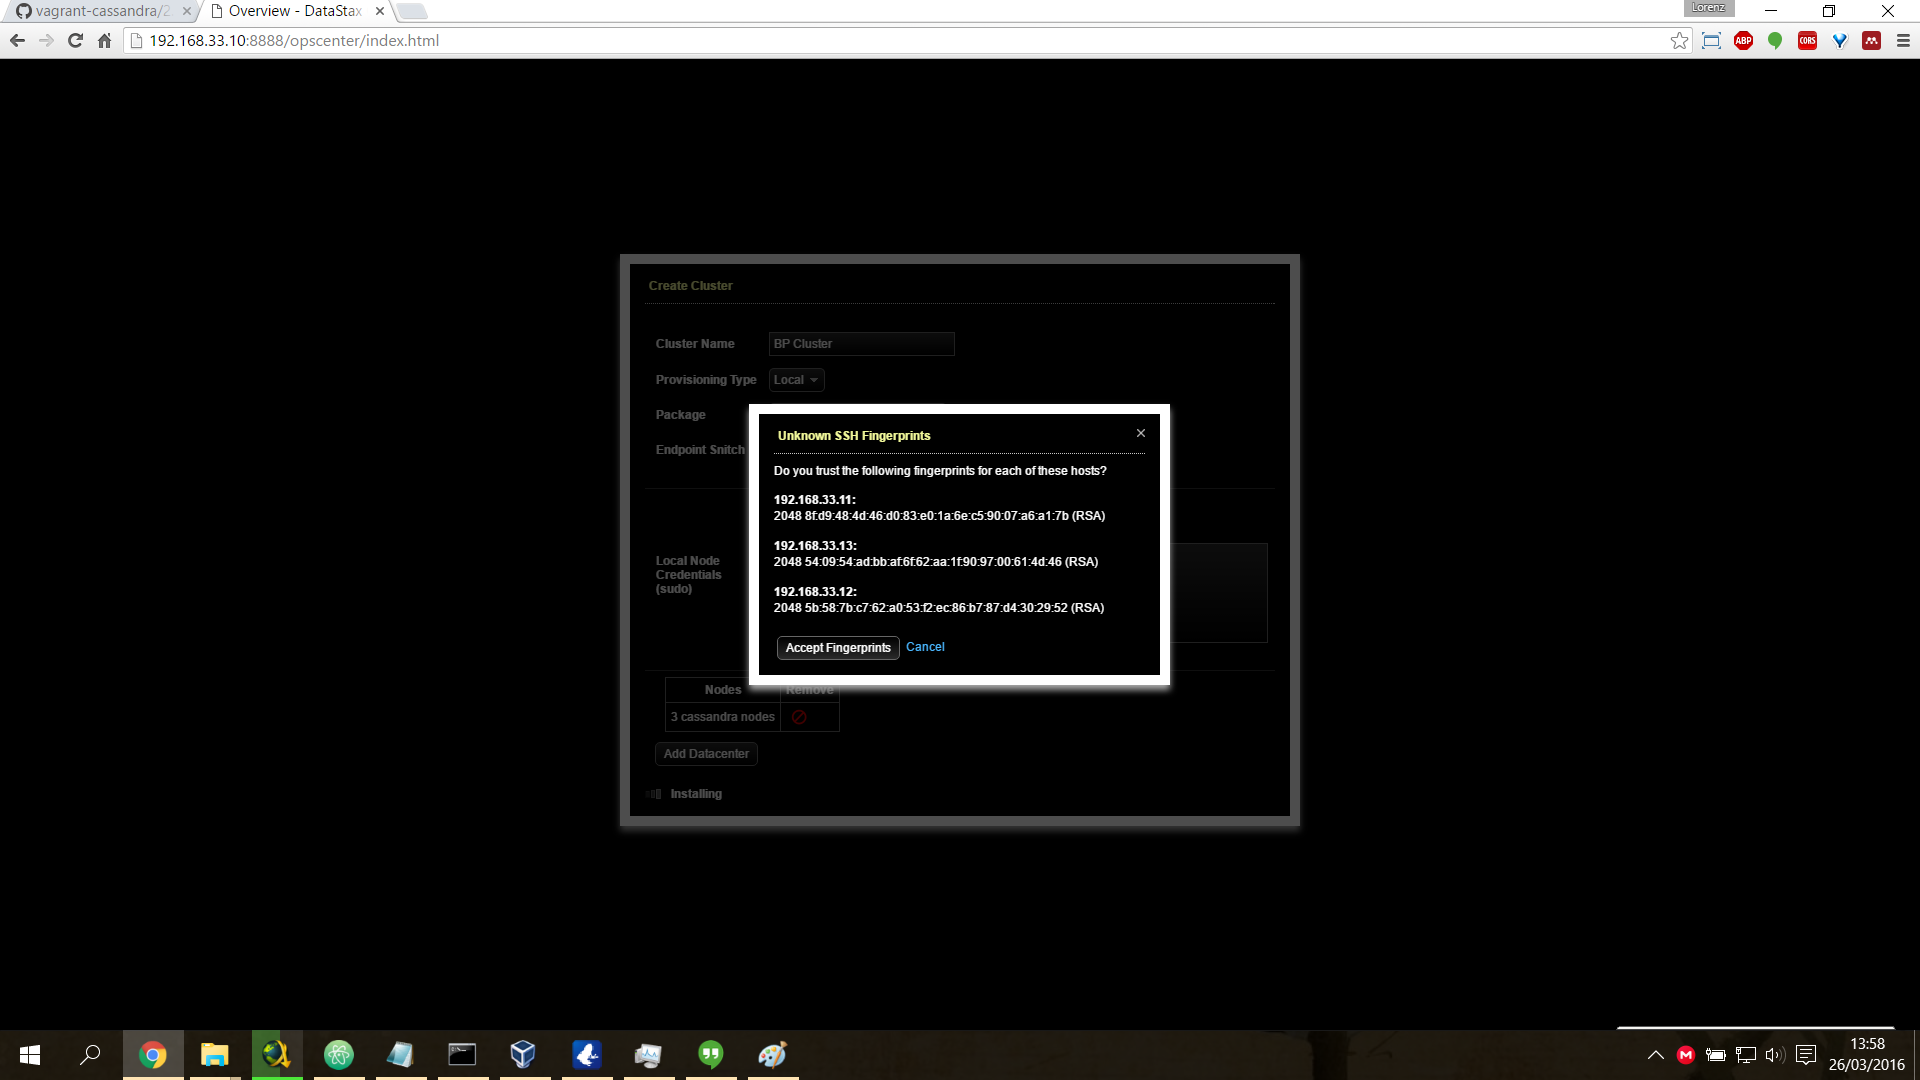 vagrant-cassandra/2
Overview - DataStax
Lorenz
192.168.33.10:8888/opscenter/index.html
ABP
CORS
Create Cluster
Cluster Name
BP Cluster
Provisioning Type
Local
Package
Endpoint Snitch
Unknown SSH Fingerprints
Do you trust the following fingerprints for each of these hosts?
192.168.33.11:
2048 8f:d9:48:4d:46:d0:83:e0:1a:6e:c5:90:07:a6:a1:7b (RSA)
192.168.33.13:
2048 54:09:54:ad:bb:af:6f:62:aa:1f:90:97:00:61:4d:46 (RSA)
192.168.33.12:
2048 5b:58:7b:c7:62:a0:53:f2:ec:86:b7:87:d4:30:29:52 (RSA)
Accept Fingerprints
Cancel
Local Node
Credentials
(sudo)
Nodes
Remove
3 cassandra nodes
Add Datacenter
Installing
M
13:58
26/03/2016